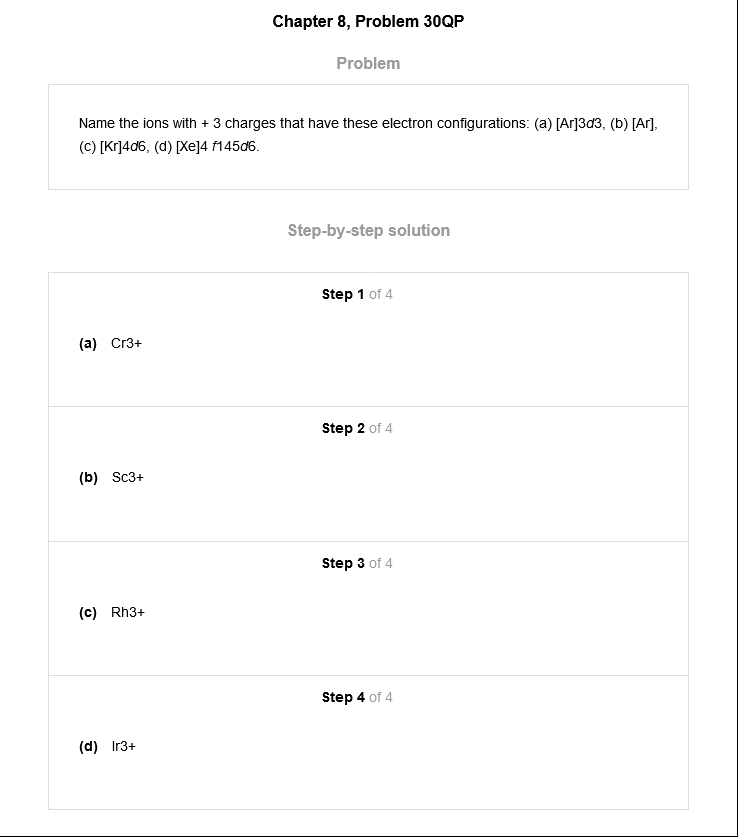 Chapter 8, Problem 30QP
Problem
Name the ions with + 3 charges that have these electron configurations: (a) [Ar]3d3, (b) [Ar],
(c) [Kr]4d6, (d) [Xe]4 f145d6.
Step-by-step solution
Step 1 of 4
(a) Cr3+
Step 2 of 4
(b) Sc3+
Step 3 of 4
(c) Rh3+
Step 4 of 4
(d) Ir3+